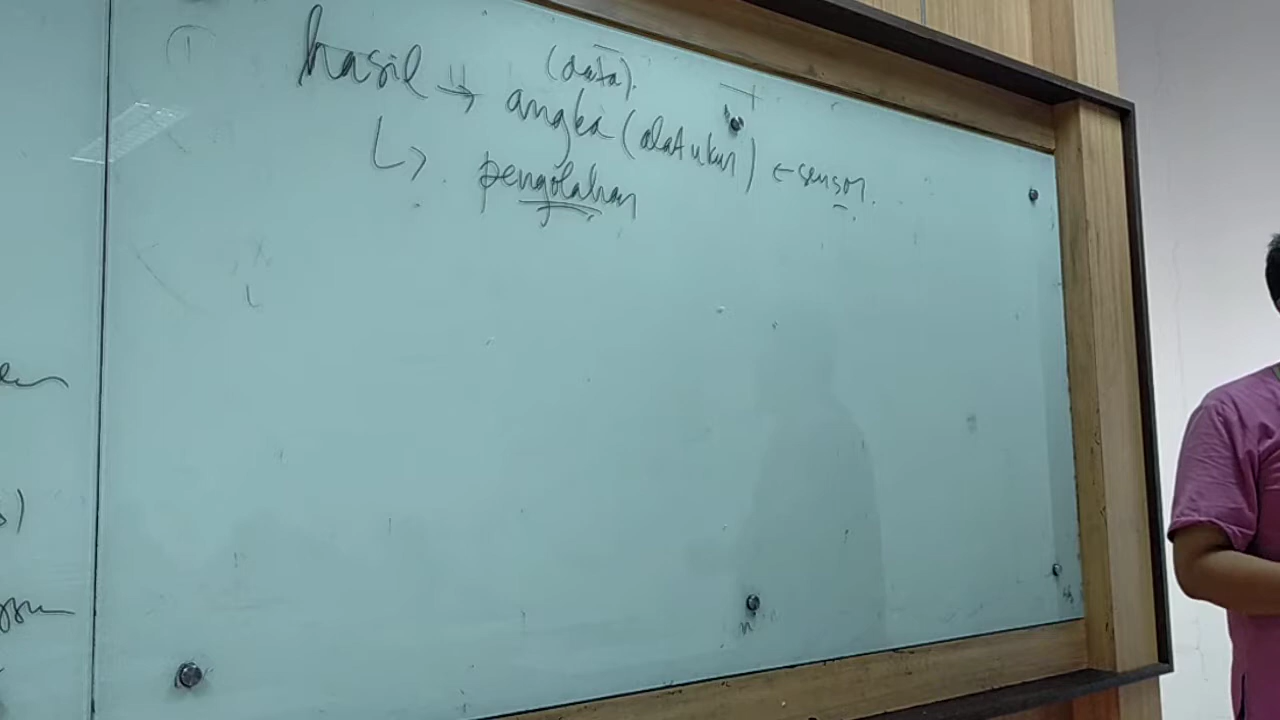 (data).
hasil → angka (alat ukur) ← sensor.
↳ pengolahan